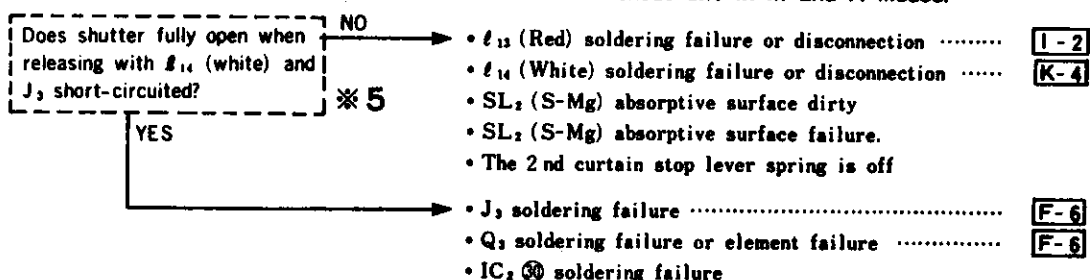 NO
Does shutter fully open when
releasing with ℓ₁₄ (white) and
J₃ short-circuited?
※5
YES
• ℓ₁₃ (Red) soldering failure or disconnection ········· I-2
• ℓ₁₄ (White) soldering failure or disconnection ······ K-4
• SL₂ (S-Mg) absorptive surface dirty
• SL₂ (S-Mg) absorptive surface failure.
• The 2nd curtain stop lever spring is off
• J₃ soldering failure ········· F-6
• Q₃ soldering failure or element failure ········· F-6
• IC₂ ㉚ soldering failure